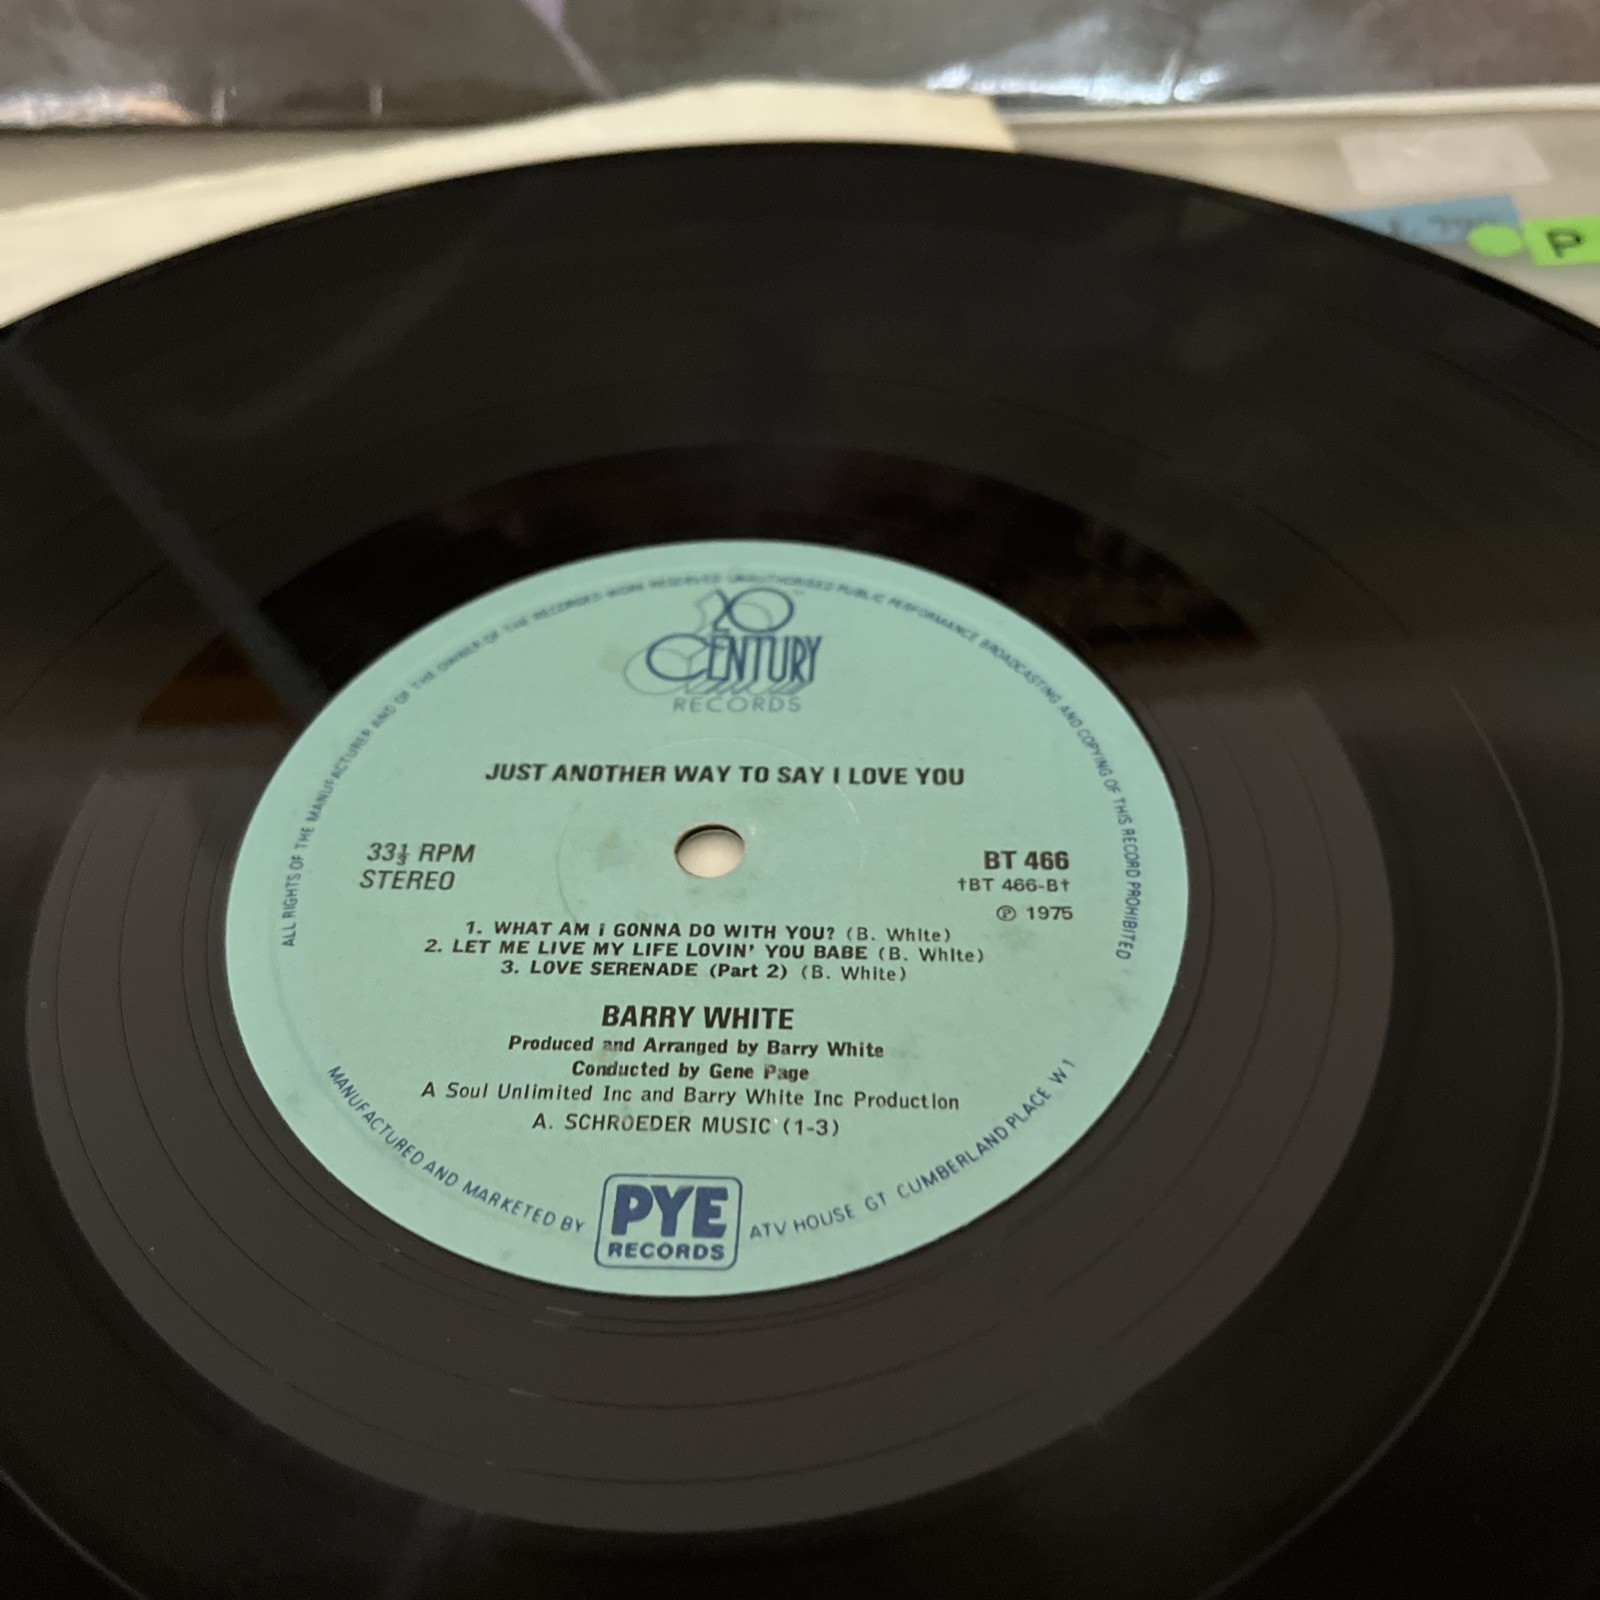 P
ALL RIGHTS OF THE MANUFACTURER AND OF THE OWNER OF THE RECORDED WORK RESERVED UNAUTHORISED PUBLIC PERFORMANCE BROADCASTING AND COPYING OF THIS RECORD PROHIBITED
20
CENTURY
RECORDS
JUST ANOTHER WAY TO SAY I LOVE YOU
33⅓ RPM
STEREO
BT 466
†BT 466-B†
Ⓟ 1975
1. WHAT AM I GONNA DO WITH YOU? (B. White)
2. LET ME LIVE MY LIFE LOVIN' YOU BABE (B. White)
3. LOVE SERENADE (Part 2) (B. White)
BARRY WHITE
Produced and Arranged by Barry White
Conducted by Gene Page
A Soul Unlimited Inc and Barry White Inc Production
A. SCHROEDER MUSIC (1-3)
MANUFACTURED AND MARKETED BY
PYE
RECORDS
ATV HOUSE GT CUMBERLAND PLACE W1